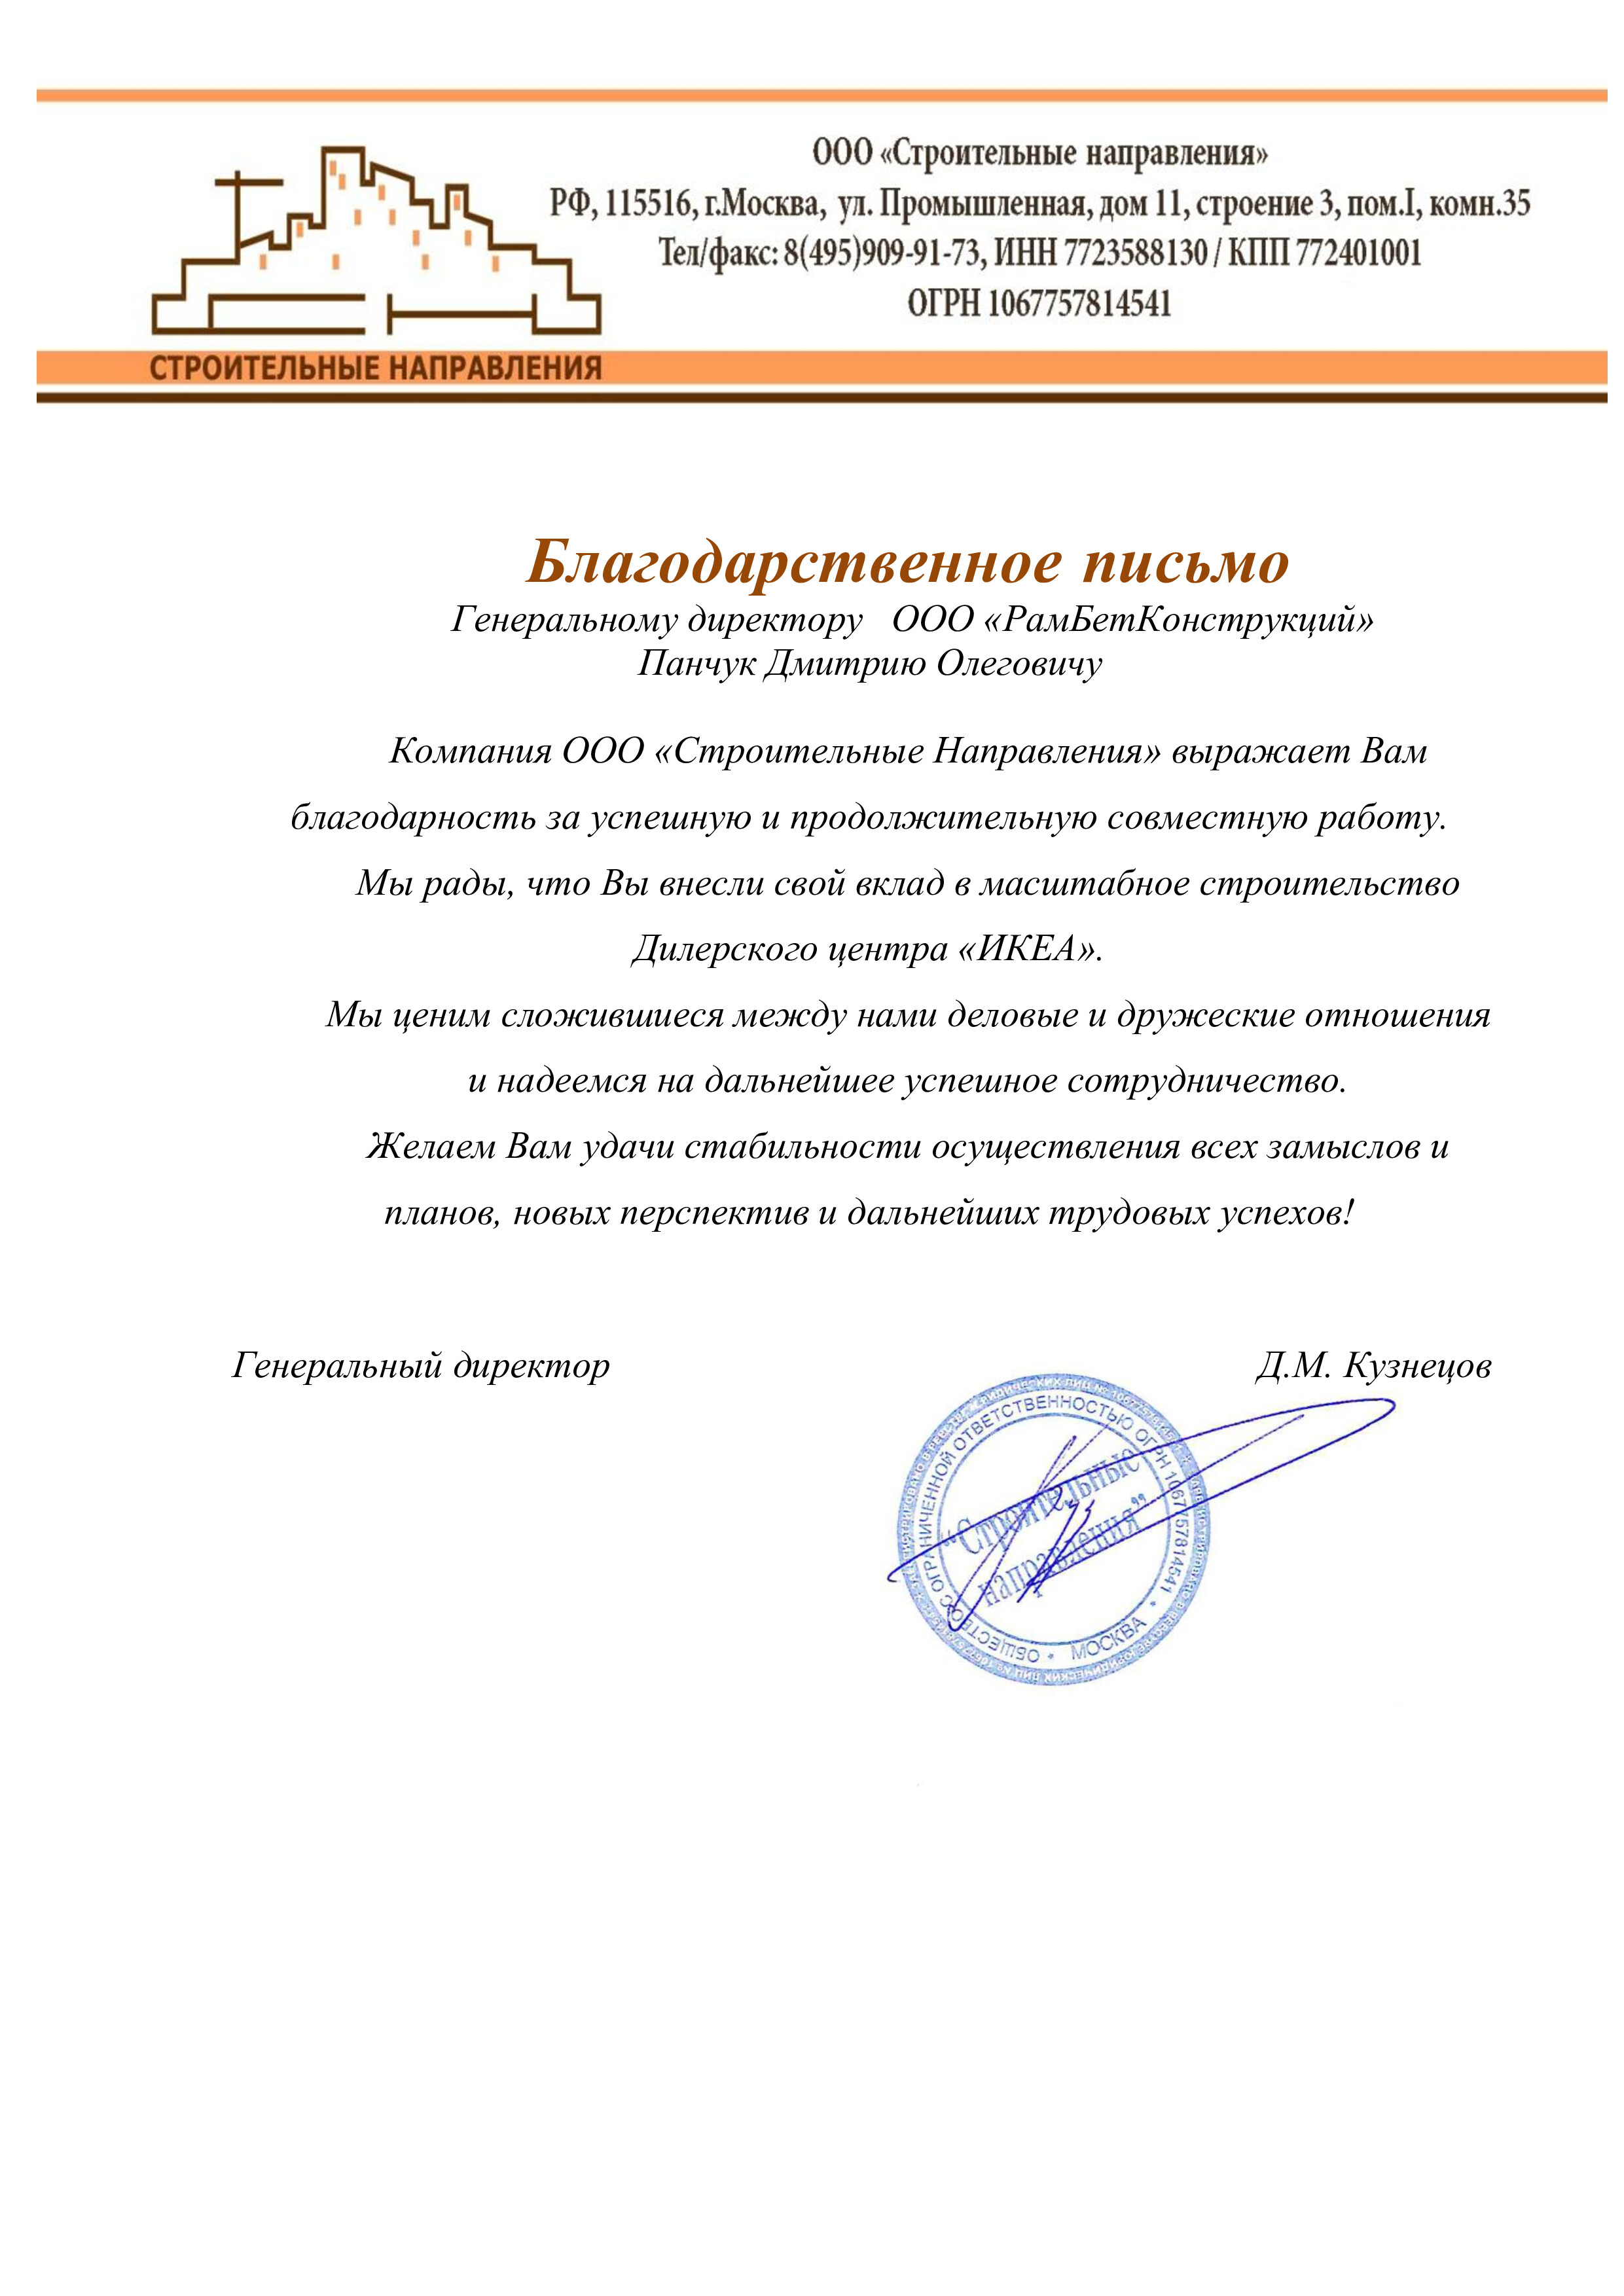 ООО «Строительные направления»
РФ, 115516, г.Москва, ул. Промышленная, дом 11, строение 3, пом.I, комн.35
Тел/факс: 8(495)909-91-73, ИНН 7723588130 / КПП 772401001
ОГРН 1067757814541
СТРОИТЕЛЬНЫЕ НАПРАВЛЕНИЯ
Благодарственное письмо
Генеральному директору ООО «РамБетКонструкций»
Панчук Дмитрию Олеговичу
Компания ООО «Строительные Направления» выражает Вам
благодарность за успешную и продолжительную совместную работу.
Мы рады, что Вы внесли свой вклад в масштабное строительство
Дилерского центра «ИКЕА».
Мы ценим сложившиеся между нами деловые и дружеские отношения
и надеемся на дальнейшее успешное сотрудничество.
Желаем Вам удачи стабильности осуществления всех замыслов и
планов, новых перспектив и дальнейших трудовых успехов!
Генеральный директор Д.М. Кузнецов
ОБЩЕСТВО С ОГРАНИЧЕННОЙ ОТВЕТСТВЕННОСТЬЮ ОГРН 1067757814541
* МОСКВА *
“Строительные
направления”